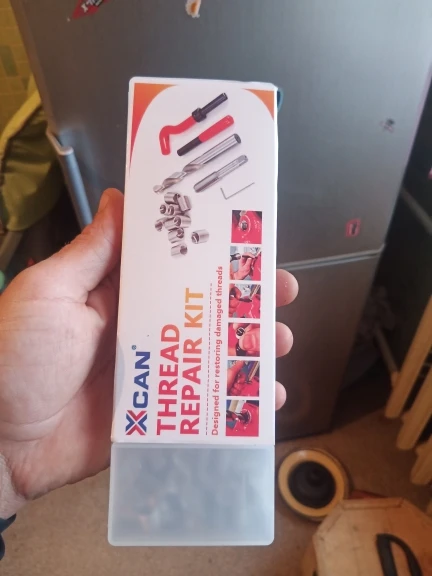 XCAN®
THREAD
REPAIR KIT
Designed for restoring damaged threads